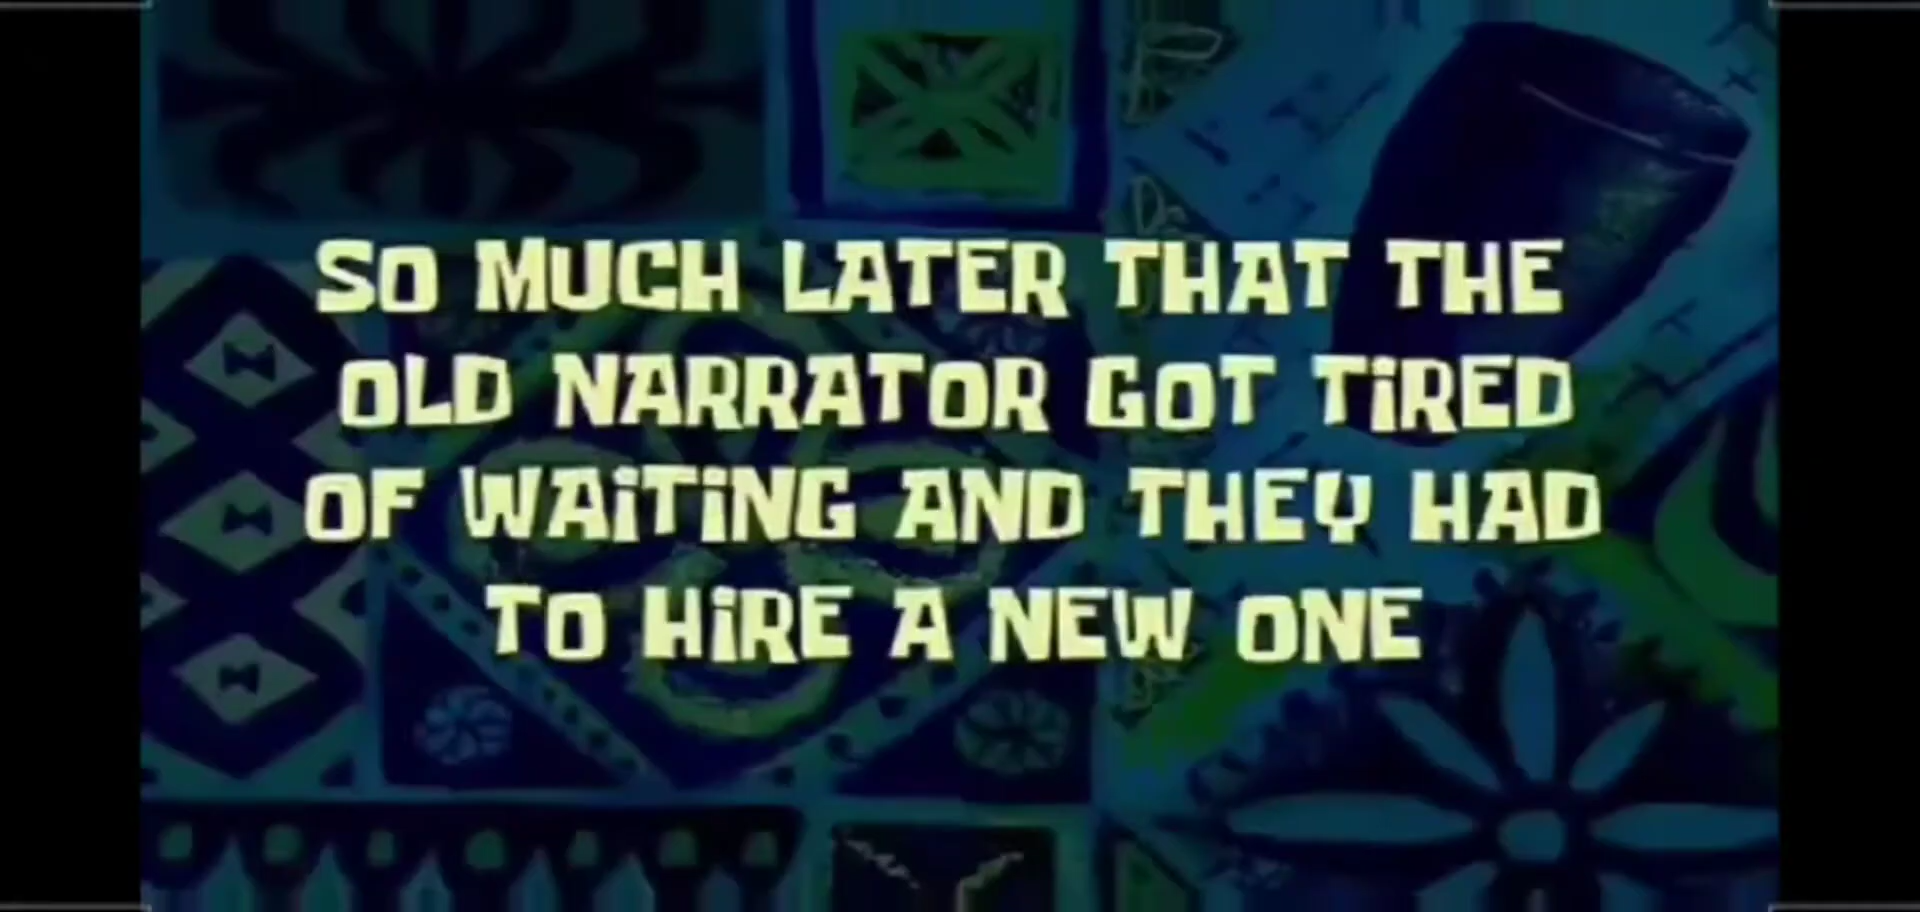 SO MUCH LATER THAT THE
OLD NARRATOR GOT TiRED
OF WAiTiNG AND THEY HAD
TO HiRE A NEW ONE